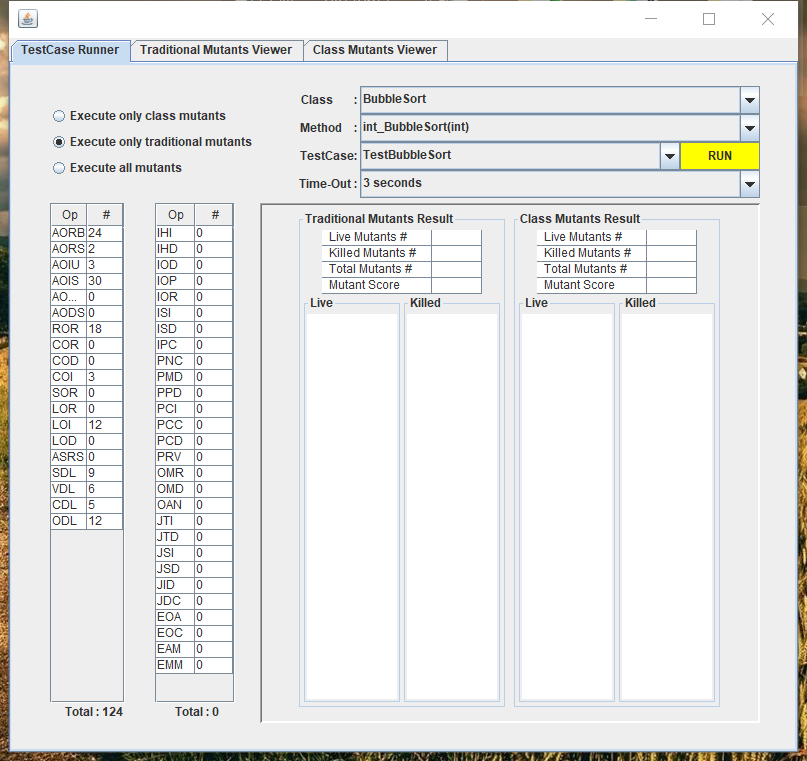 TestCase Runner Traditional Mutants Viewer Class Mutants Viewer
Execute only class mutants
Execute only traditional mutants
Execute all mutants
Class : BubbleSort
Method : int_BubbleSort(int)
TestCase: TestBubbleSort RUN
Time-Out : 3 seconds
Op #
AORB 24
AORS 2
AOIU 3
AOIS 30
AO... 0
AODS 0
ROR 18
COR 0
COD 0
COI 3
SOR 0
LOR 0
LOI 12
LOD 0
ASRS 0
SDL 9
VDL 6
CDL 5
ODL 12
Total : 124
Op #
IHI 0
IHD 0
IOD 0
IOP 0
IOR 0
ISI 0
ISD 0
IPC 0
PNC 0
PMD 0
PPD 0
PCI 0
PCC 0
PCD 0
PRV 0
OMR 0
OMD 0
OAN 0
JTI 0
JTD 0
JSI 0
JSD 0
JID 0
JDC 0
EOA 0
EOC 0
EAM 0
EMM 0
Total : 0
Traditional Mutants Result
Live Mutants #
Killed Mutants #
Total Mutants #
Mutant Score
Live Killed
Class Mutants Result
Live Mutants #
Killed Mutants #
Total Mutants #
Mutant Score
Live Killed